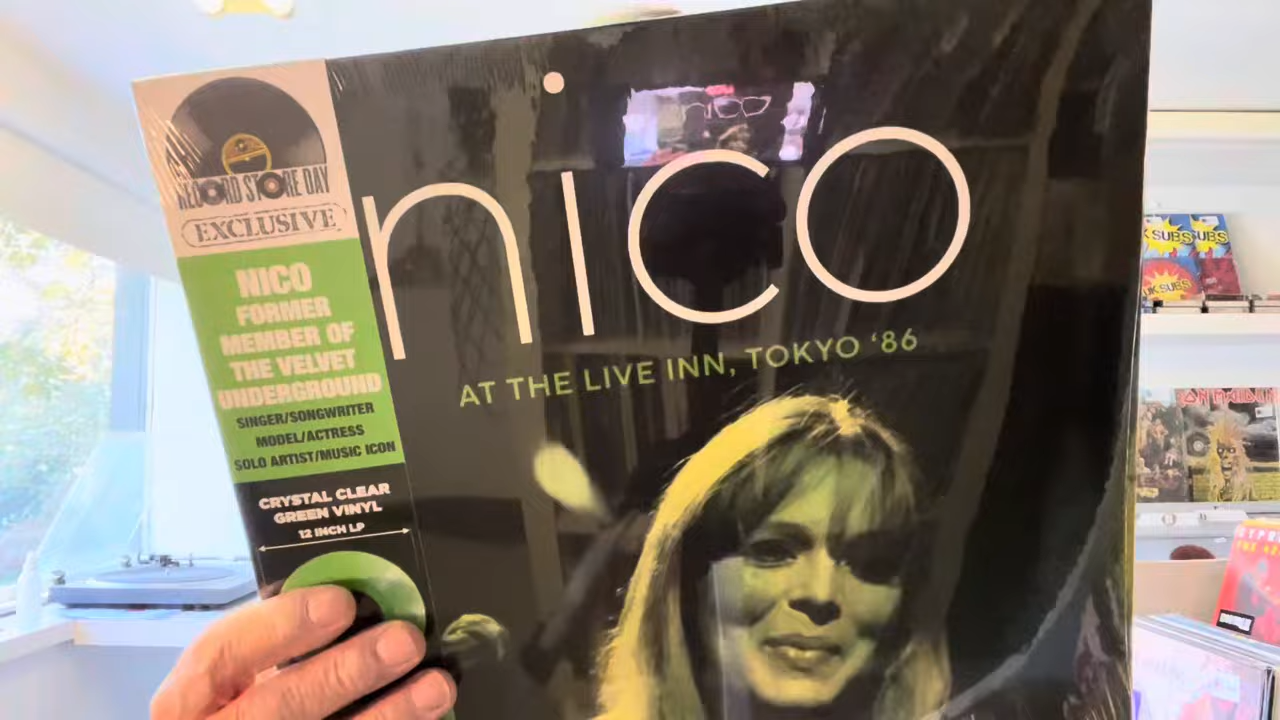 RECORD STORE DAY
EXCLUSIVE
NICO
FORMER
MEMBER OF
THE VELVET
UNDERGROUND
SINGER/SONGWRITER
MODEL/ACTRESS
SOLO ARTIST/MUSIC ICON
CRYSTAL CLEAR
GREEN VINYL
12 INCH LP
nico
AT THE LIVE INN, TOKYO ‘86
UK SUBS
SUBS
UK SUBS
IRON MAIDEN